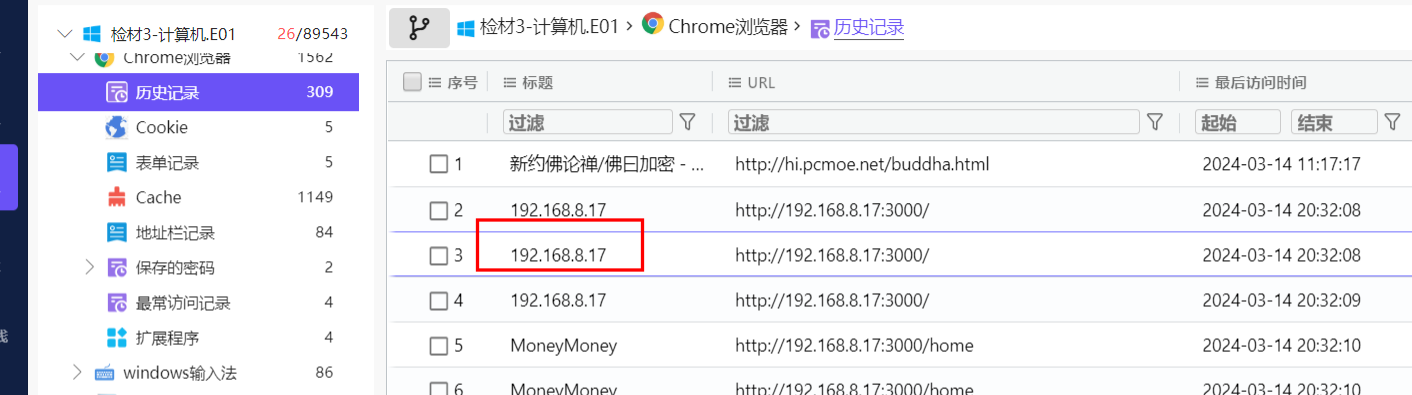 检材3-计算机.E01 26/89543
Chrome浏览器 1562
历史记录 309
Cookie 5
表单记录 5
Cache 1149
地址栏记录 84
保存的密码 2
最常访问记录 4
扩展程序 4
windows输入法 86
线
检材3-计算机.E01 > Chrome浏览器 > 历史记录
序号 标题 URL 最后访问时间
过滤 过滤 起始 结束
1 新约佛论禅/佛曰加密 - ... http://hi.pcmoe.net/buddha.html 2024-03-14 11:17:17
2 192.168.8.17 http://192.168.8.17:3000/ 2024-03-14 20:32:08
3 192.168.8.17 http://192.168.8.17:3000/ 2024-03-14 20:32:08
4 192.168.8.17 http://192.168.8.17:3000/ 2024-03-14 20:32:09
5 MoneyMoney http://192.168.8.17:3000/home 2024-03-14 20:32:10
6 MoneyMoney http://192.168.8.17:3000/home 2024-03-14 20:32:10